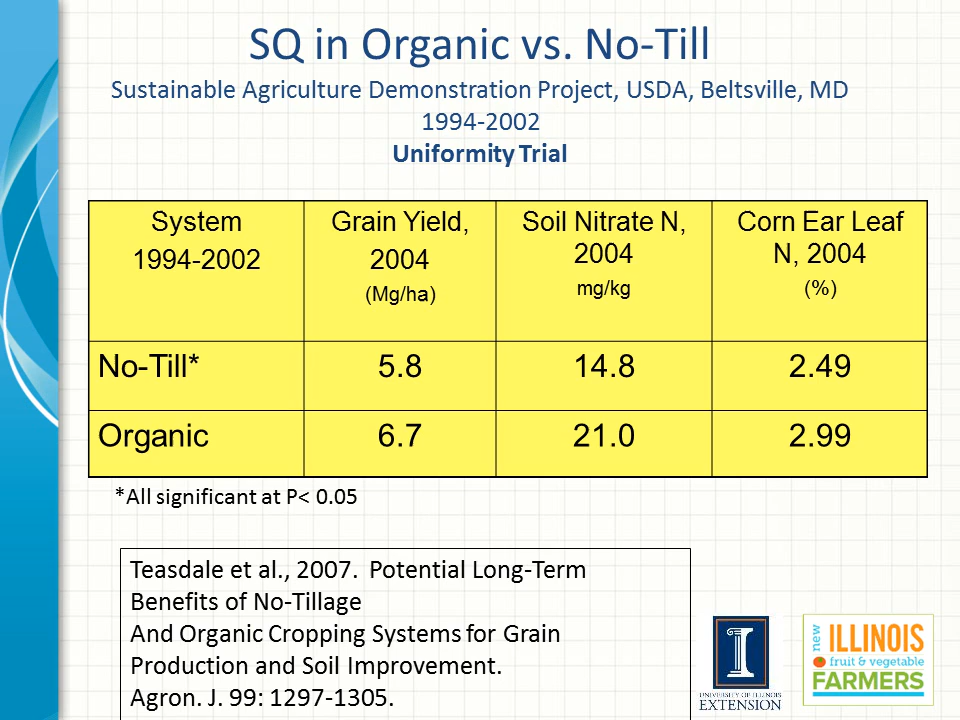 SQ in Organic vs. No-Till
Sustainable Agriculture Demonstration Project, USDA, Beltsville, MD
1994-2002
Uniformity Trial
System
1994-2002
Grain Yield,
2004
(Mg/ha)
Soil Nitrate N,
2004
mg/kg
Corn Ear Leaf
N, 2004
(%)
No-Till* 5.8 14.8 2.49
Organic 6.7 21.0 2.99
*All significant at P< 0.05
Teasdale et al., 2007.  Potential Long-Term
Benefits of No-Tillage
And Organic Cropping Systems for Grain
Production and Soil Improvement.
Agron. J. 99: 1297-1305.
I
UNIVERSITY OF ILLINOIS
EXTENSION
new ILLINOIS
fruit & vegetable
FARMERS